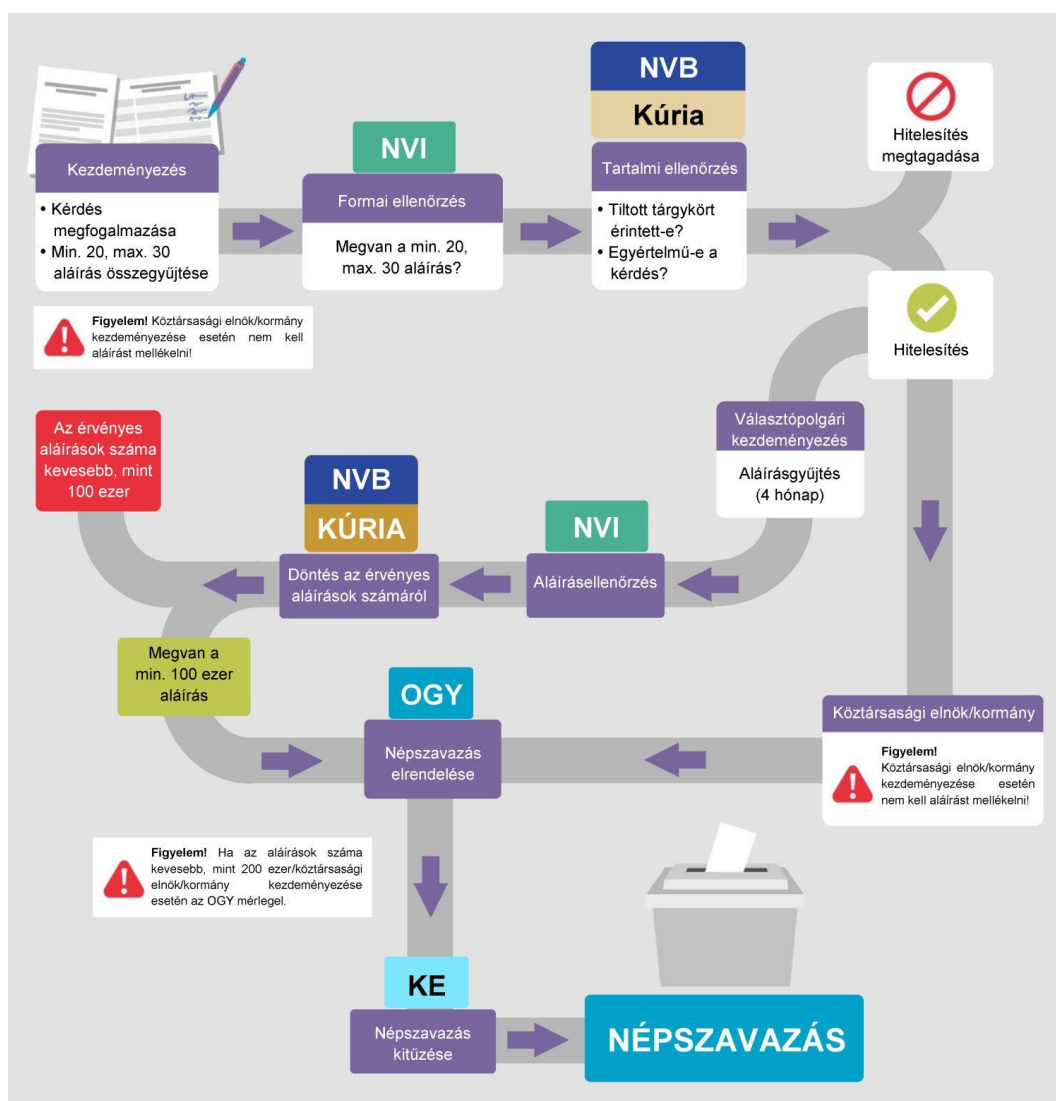 Kezdeményezés
• Kérdés
megfogalmazása
• Min. 20, max. 30
aláírás összegyűjtése
NVI
Formai ellenőrzés
Megvan a min. 20,
max. 30 aláírás?
NVB
Kúria
Tartalmi ellenőrzés
• Tiltott tárgykört
érintett-e?
• Egyértelmű-e a
kérdés?
Hitelesítés
megtagadása
Hitelesítés
Figyelem! Köztársasági elnök/kormány
kezdeményezése esetén nem kell
aláírást mellékelni!
Választópolgári
kezdeményezés
Aláírásgyűjtés
(4 hónap)
NVI
Aláírásellenőrzés
NVB
KÚRIA
Döntés az érvényes
aláírások számáról
Az érvényes
aláírások száma
kevesebb, mint
100 ezer
Megvan a
min. 100 ezer
aláírás
OGY
Népszavazás
elrendelése
Köztársasági elnök/kormány
Figyelem!
Köztársasági elnök/kormány
kezdeményezése esetén
nem kell aláírást mellékelni!
Figyelem! Ha az aláírások száma
kevesebb, mint 200 ezer/köztársasági
elnök/kormány kezdeményezése
esetén az OGY mérlegel.
KE
Népszavazás
kitűzése
NÉPSZAVAZÁS